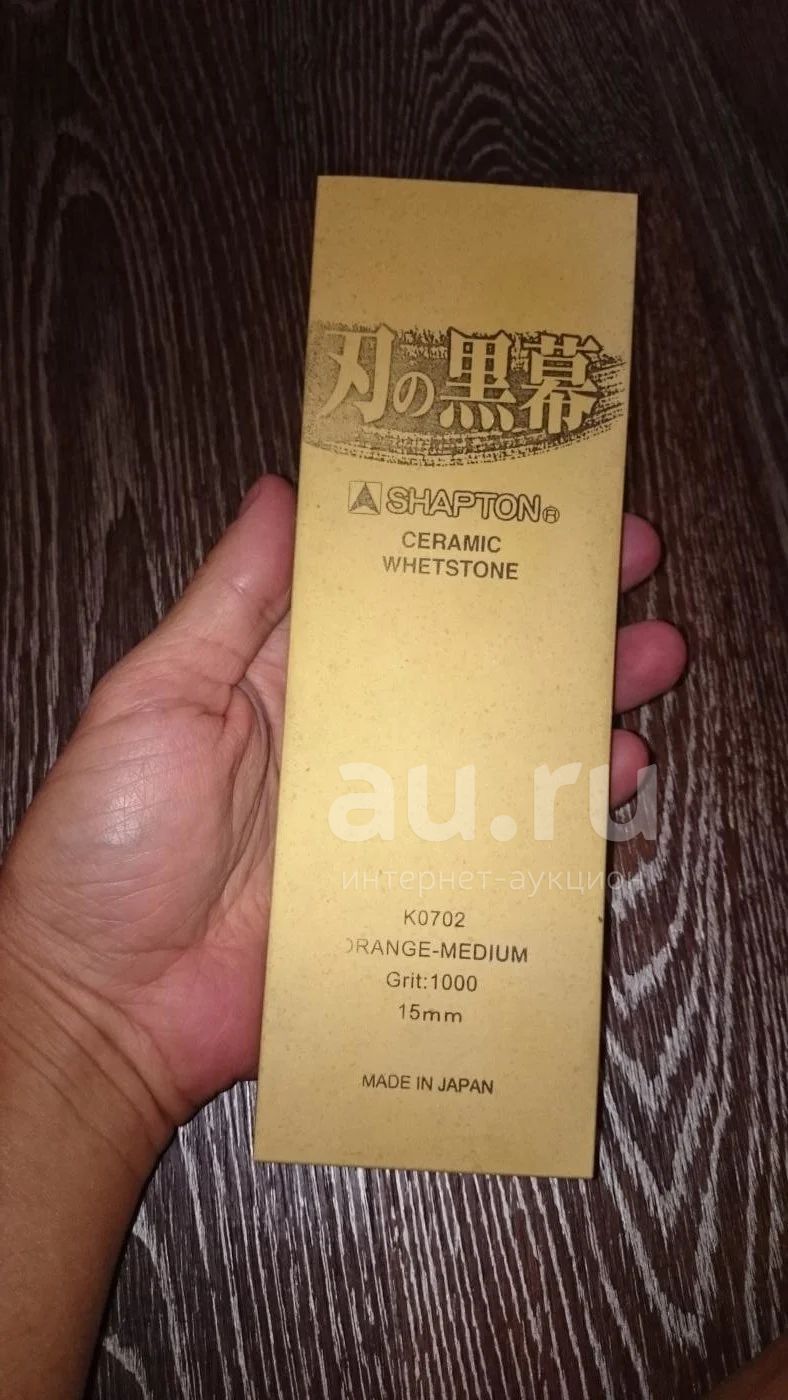 刃の黒幕
SHAPTON®
CERAMIC
WHETSTONE
au.ru
интернет-аукцион
K0702
ORANGE-MEDIUM
Grit:1000
15mm
MADE IN JAPAN